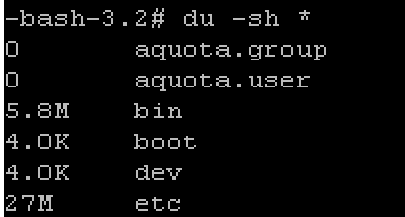 -bash-3.2# du -sh *
0 aquota.group
0 aquota.user
5.8M bin
4.0K boot
4.0K dev
27M etc